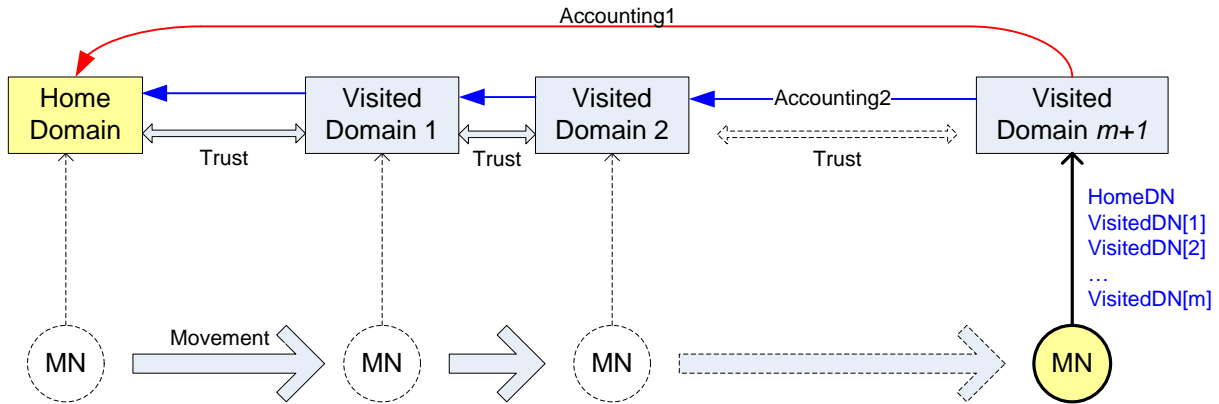 Accounting1
Home
Domain
Visited
Domain 1
Visited
Domain 2
Accounting2
Visited
Domain m+1
Trust
Trust
Trust
HomeDN
VisitedDN[1]
VisitedDN[2]
...
VisitedDN[m]
Movement
MN
MN
MN
MN